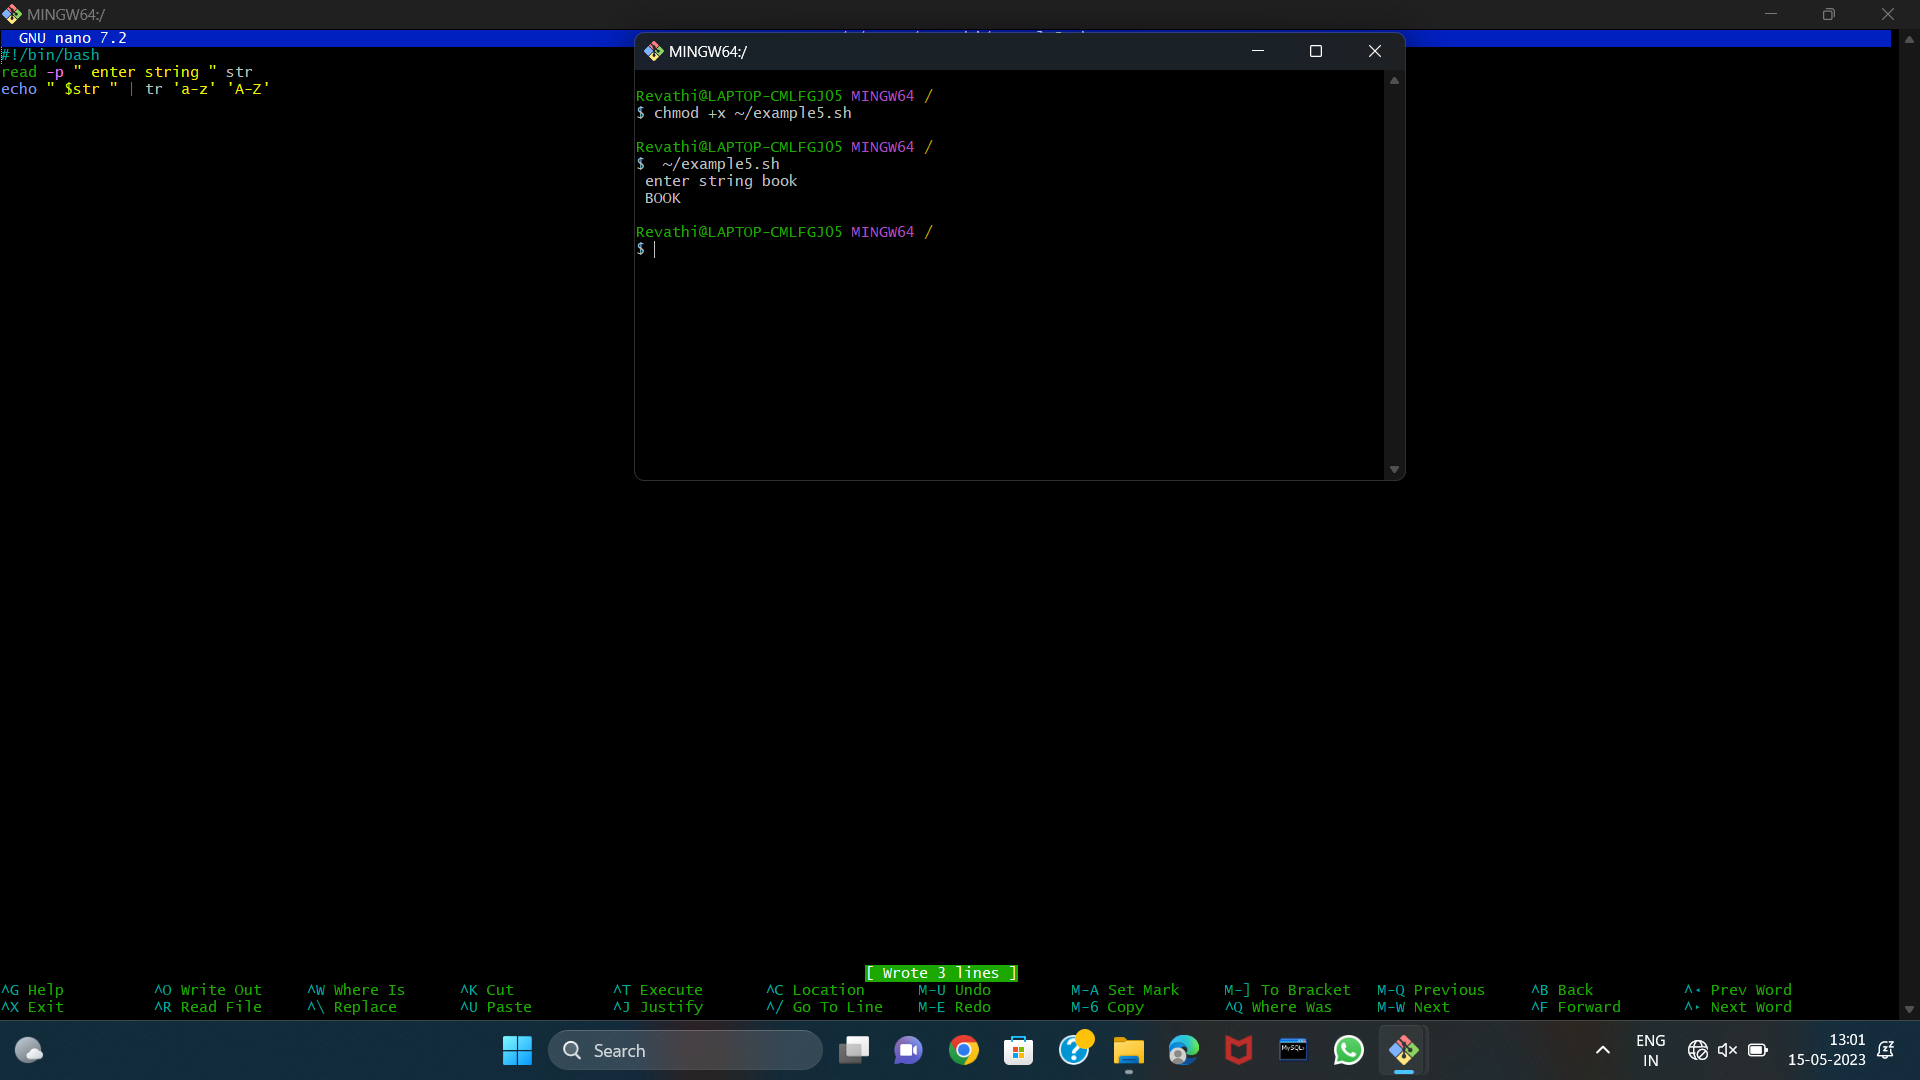 MINGW64:/
GNU nano 7.2
#!/bin/bash
read -p " enter string " str
echo " $str " | tr 'a-z' 'A-Z'
MINGW64:/
Revathi@LAPTOP-CMLFGJO5 MINGW64 /
$ chmod +x ~/example5.sh
Revathi@LAPTOP-CMLFGJO5 MINGW64 /
$  ~/example5.sh
enter string book
BOOK
Revathi@LAPTOP-CMLFGJO5 MINGW64 /
$
[ Wrote 3 lines ]
^G Help ^O Write Out ^W Where Is ^K Cut ^T Execute ^C Location M-U Undo M-A Set Mark M-] To Bracket M-Q Previous ^B Back ^◂ Prev Word
^X Exit ^R Read File ^\ Replace ^U Paste ^J Justify ^/ Go To Line M-E Redo M-6 Copy ^Q Where Was M-W Next ^F Forward ^▸ Next Word
Search
MySQL
ENG
IN
13:01
15-05-2023